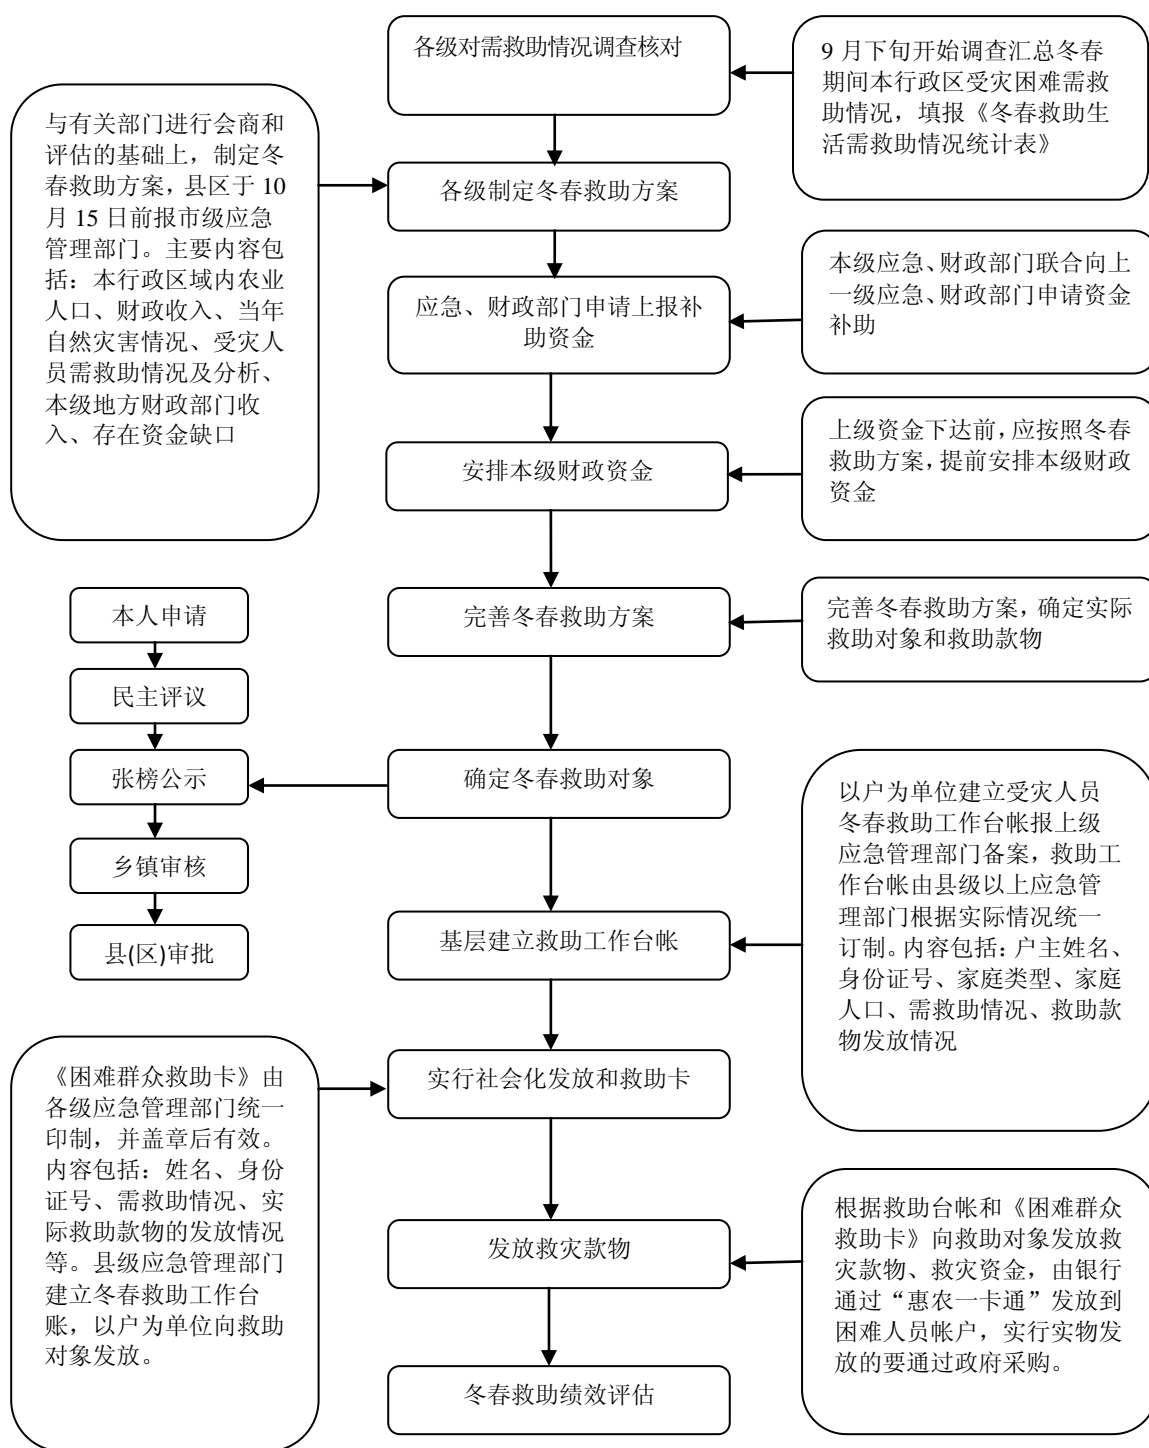 各级对需救助情况调查核对
9 月下旬开始调查汇总冬春
期间本行政区受灾困难需救
助情况，填报《冬春救助生
活需救助情况统计表》
与有关部门进行会商和
评估的基础上，制定冬
春救助方案，县区于 10
月 15 日前报市级应急
管理部门。主要内容包
括：本行政区域内农业
人口、财政收入、当年
自然灾害情况、受灾人
员需救助情况及分析、
本级地方财政部门收
入、存在资金缺口
各级制定冬春救助方案
本级应急、财政部门联合向上
一级应急、财政部门申请资金
补助
应急、财政部门申请上报补
助资金
上级资金下达前，应按照冬春
救助方案，提前安排本级财政
资金
安排本级财政资金
完善冬春救助方案
完善冬春救助方案，确定实际
救助对象和救助款物
本人申请
民主评议
张榜公示
乡镇审核
县(区)审批
确定冬春救助对象
以户为单位建立受灾人员
冬春救助工作台帐报上级
应急管理部门备案，救助工
作台帐由县级以上应急管
理部门根据实际情况统一
订制。内容包括：户主姓名、
身份证号、家庭类型、家庭
人口、需救助情况、救助款
物发放情况
基层建立救助工作台帐
《困难群众救助卡》由
各级应急管理部门统一
印制，并盖章后有效。
内容包括：姓名、身份
证号、需救助情况、实
际救助款物的发放情况
等。县级应急管理部门
建立冬春救助工作台
账，以户为单位向救助
对象发放。
实行社会化发放和救助卡
发放救灾款物
根据救助台帐和《困难群众
救助卡》向救助对象发放救
灾款物、救灾资金，由银行
通过“惠农一卡通”发放到
困难人员帐户，实行实物发
放的要通过政府采购。
冬春救助绩效评估